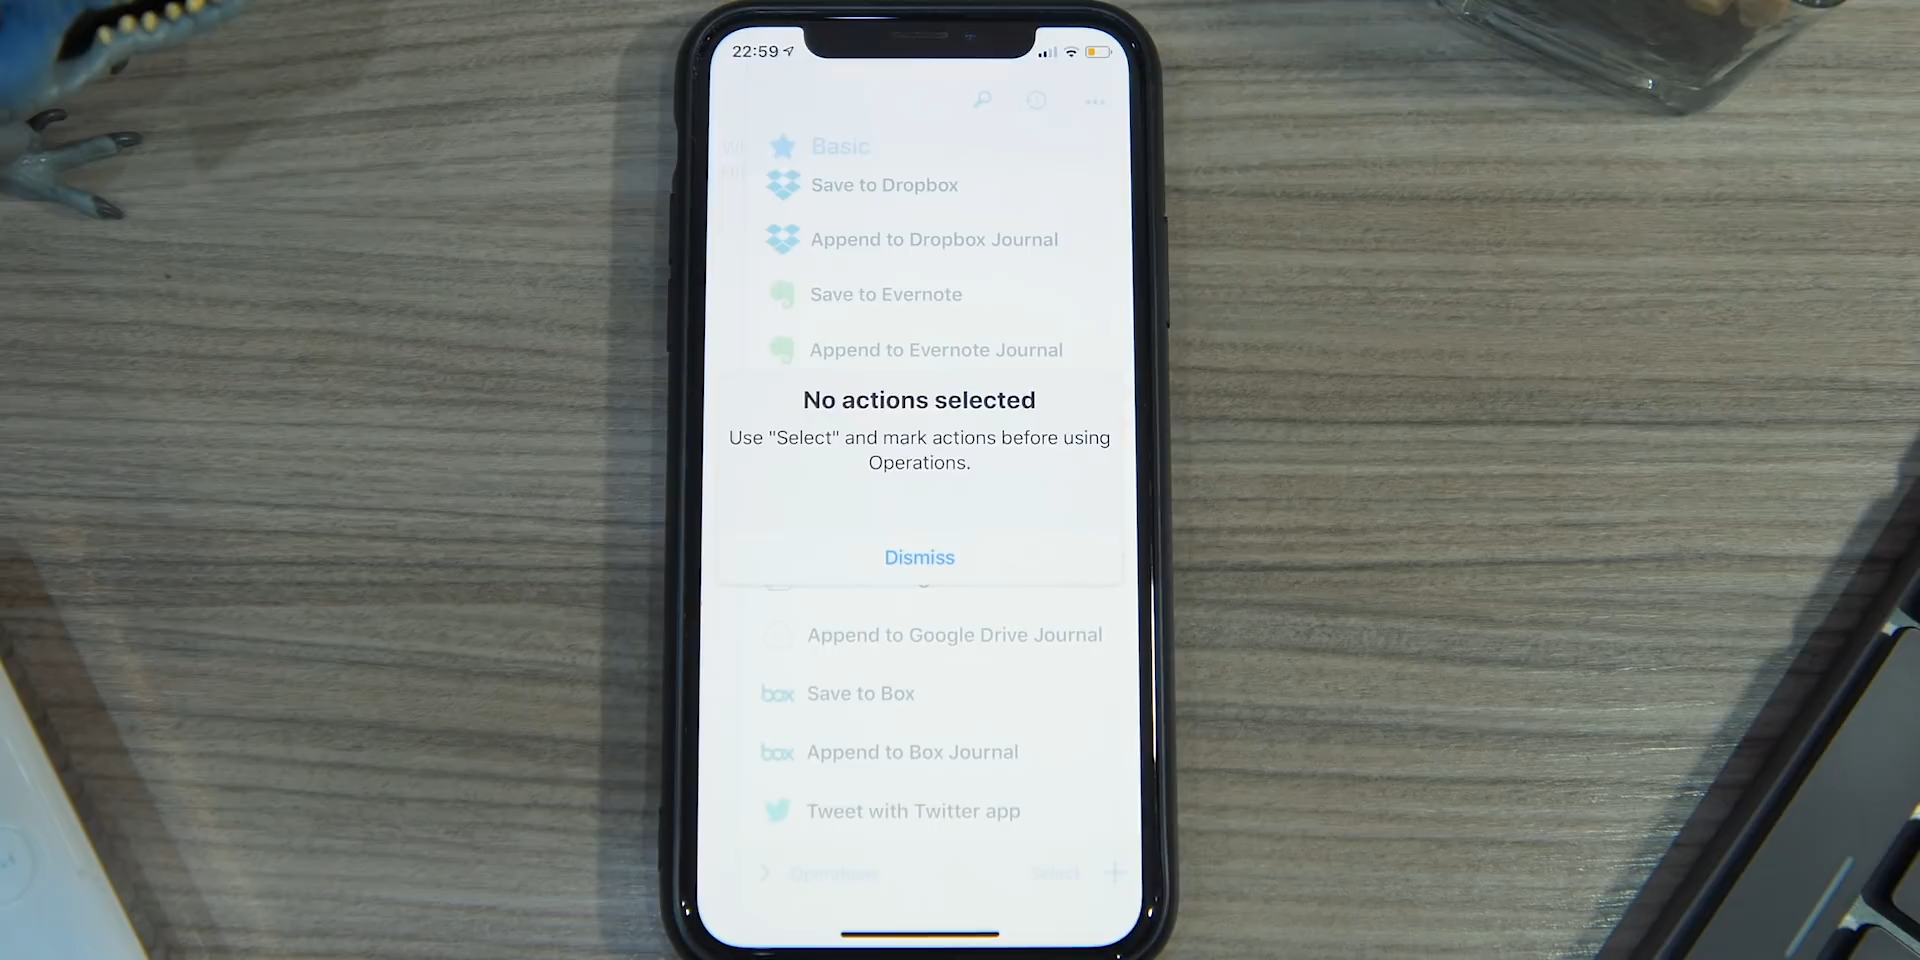 22:59
Basic
Save to Dropbox
Append to Dropbox Journal
Save to Evernote
Append to Evernote Journal
No actions selected
Use "Select" and mark actions before using
Operations.
Dismiss
Append to Google Drive Journal
box Save to Box
box Append to Box Journal
Tweet with Twitter app
Operations Select